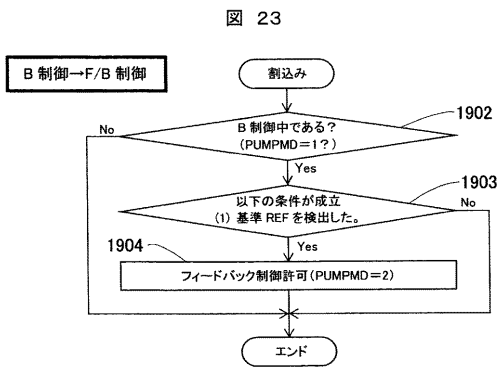 図 23
B 制御→F/B 制御
割込み
1902
B 制御中である?
(PUMPMD=1?)
No
Yes
1903
以下の条件が成立
(1) 基準 REF を検出した。
No
Yes
1904
フィードバック制御許可(PUMPMD=2)
エンド